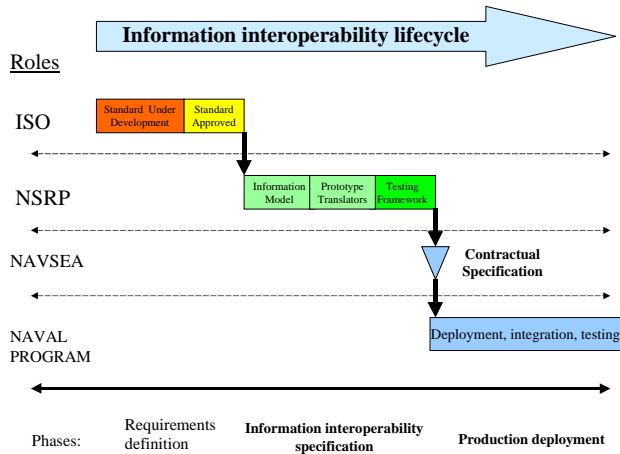 Information interoperability lifecycle
Roles
ISO
Standard Under
Development
Standard
Approved
NSRP
Information
Model
Prototype
Translators
Testing
Framework
NAVSEA
Contractual
Specification
NAVAL
PROGRAM
Deployment, integration, testing
Phases:
Requirements
definition
Information interoperability
specification
Production deployment